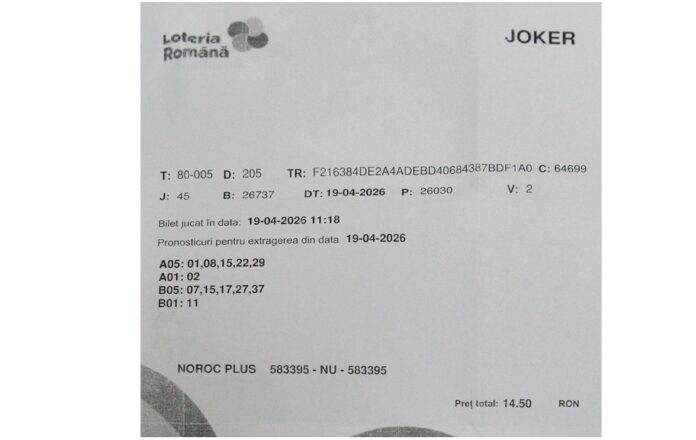 Loteria
Română
JOKER
T: 80-005 D: 205 TR: F216384DE2A4ADEBD40684387BDF1A0 C: 64699
J: 45 B: 26737 DT: 19-04-2026 P: 26030 V: 2
Bilet jucat în data: 19-04-2026 11:18
Pronosticuri pentru extragerea din data 19-04-2026
A05: 01,08,15,22,29
A01: 02
B05: 07,15,17,27,37
B01: 11
NOROC PLUS 583395 - NU - 583395
Preț total: 14.50 RON